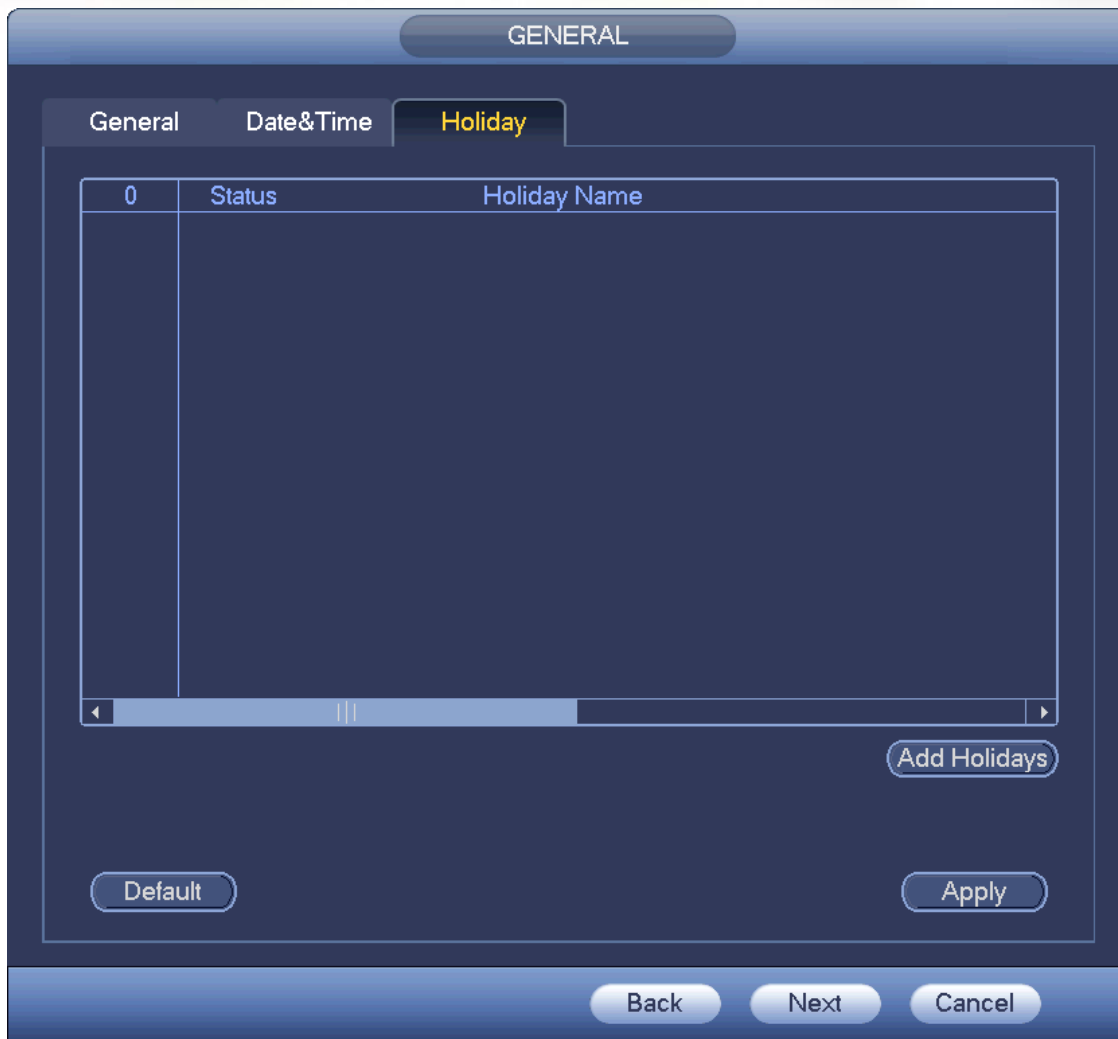 GENERAL
General Date&Time Holiday
0 Status Holiday Name
Add Holidays
Default Apply
Back Next Cancel